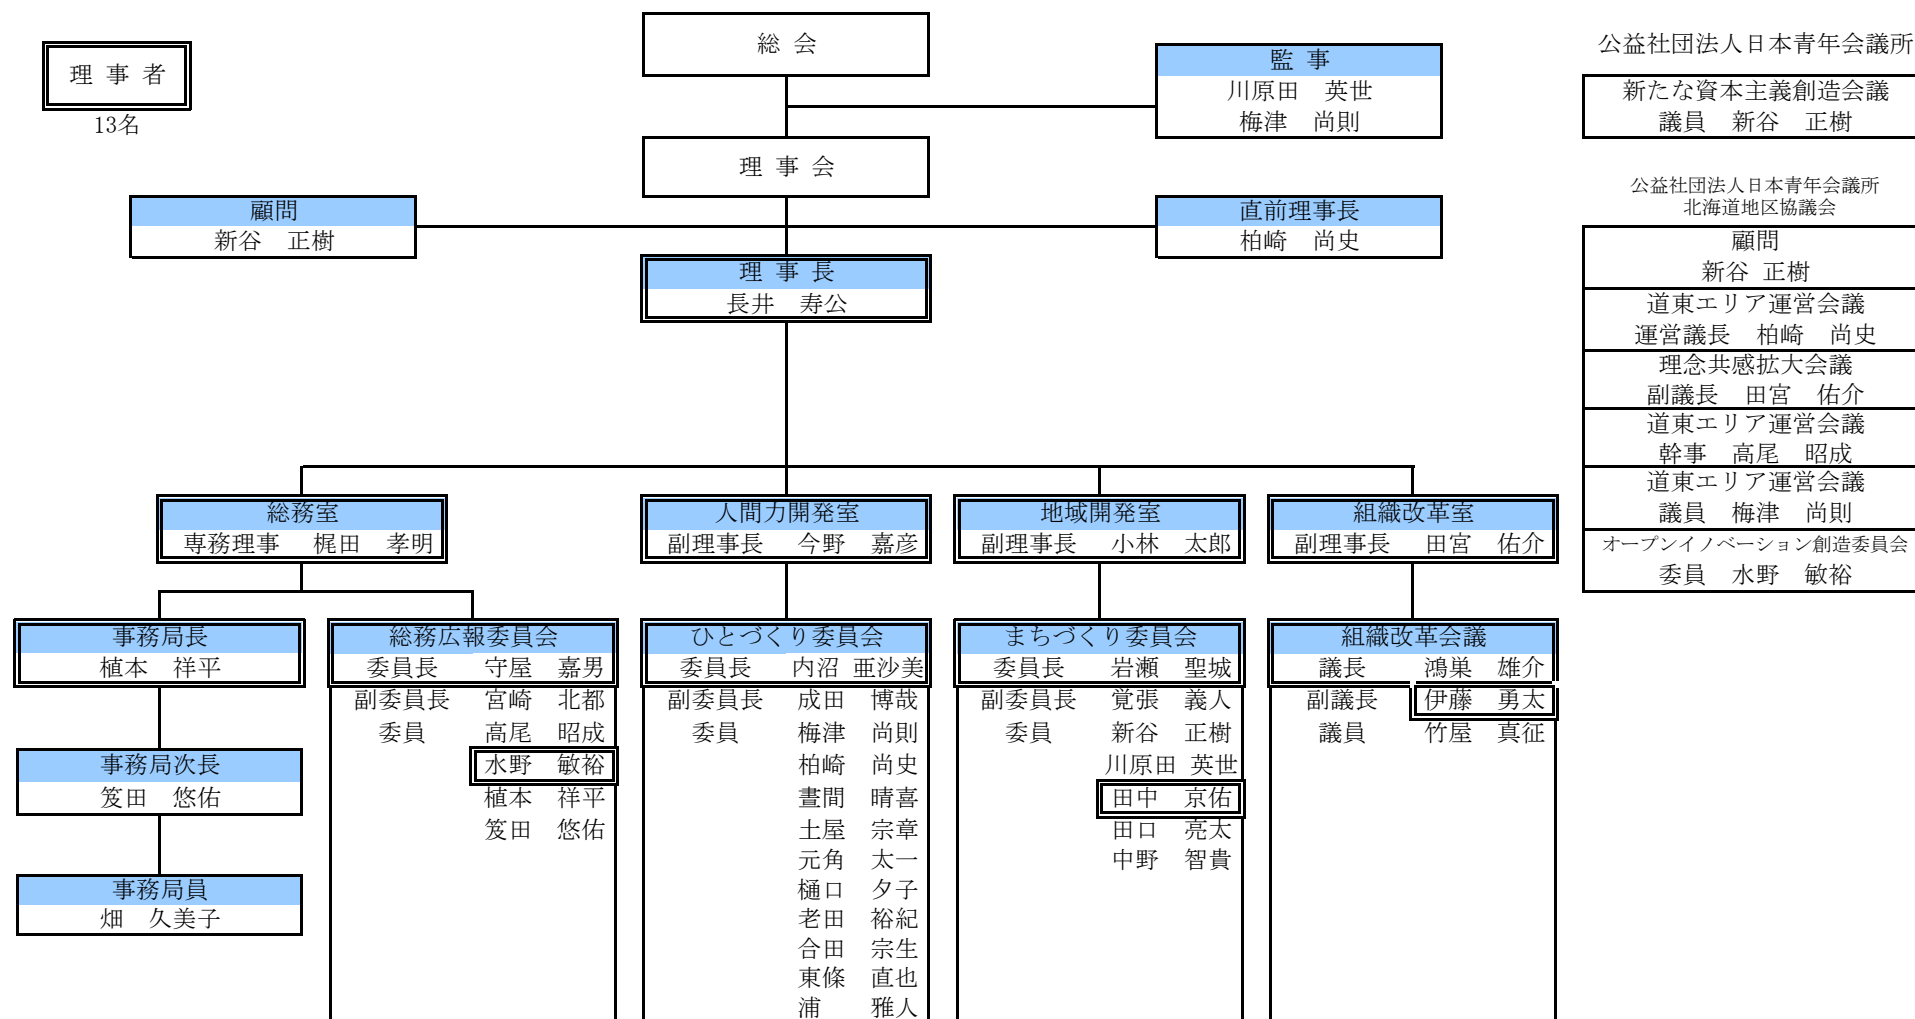 総 会
理 事 者
13名
監 事
川原田　英世
梅津　尚則
公益社団法人日本青年会議所
新たな資本主義創造会議
議員　新谷　正樹
理 事 会
顧問
新谷　正樹
直前理事長
柏崎　尚史
理 事 長
長井　寿公
公益社団法人日本青年会議所
北海道地区協議会
顧問
新谷 正樹
道東エリア運営会議
運営議長　柏崎　尚史
理念共感拡大会議
副議長　田宮　佑介
道東エリア運営会議
幹事　高尾　昭成
道東エリア運営会議
議員　梅津　尚則
オープンイノベーション創造委員会
委員　水野　敏裕
総務室
専務理事　梶田　孝明
人間力開発室
副理事長　今野　嘉彦
地域開発室
副理事長　小林　太郎
組織改革室
副理事長　田宮　佑介
事務局長
植本　祥平
事務局次長
笈田　悠佑
事務局員
畑　久美子
総務広報委員会
委員長　守屋　嘉男
副委員長　宮崎　北都
委員　高尾　昭成
水野　敏裕
植本　祥平
笈田　悠佑
ひとづくり委員会
委員長　内沼 亜沙美
副委員長　成田　博哉
委員　梅津　尚則
柏崎　尚史
晝間　晴喜
土屋　宗章
元角　太一
樋口　夕子
老田　裕紀
合田　宗生
東條　直也
浦　雅人
まちづくり委員会
委員長　岩瀬　聖城
副委員長　覚張　義人
委員　新谷　正樹
川原田 英世
田中　京佑
田口　亮太
中野　智貴
組織改革会議
議長　鴻巣　雄介
副議長　伊藤　勇太
議員　竹屋　真征